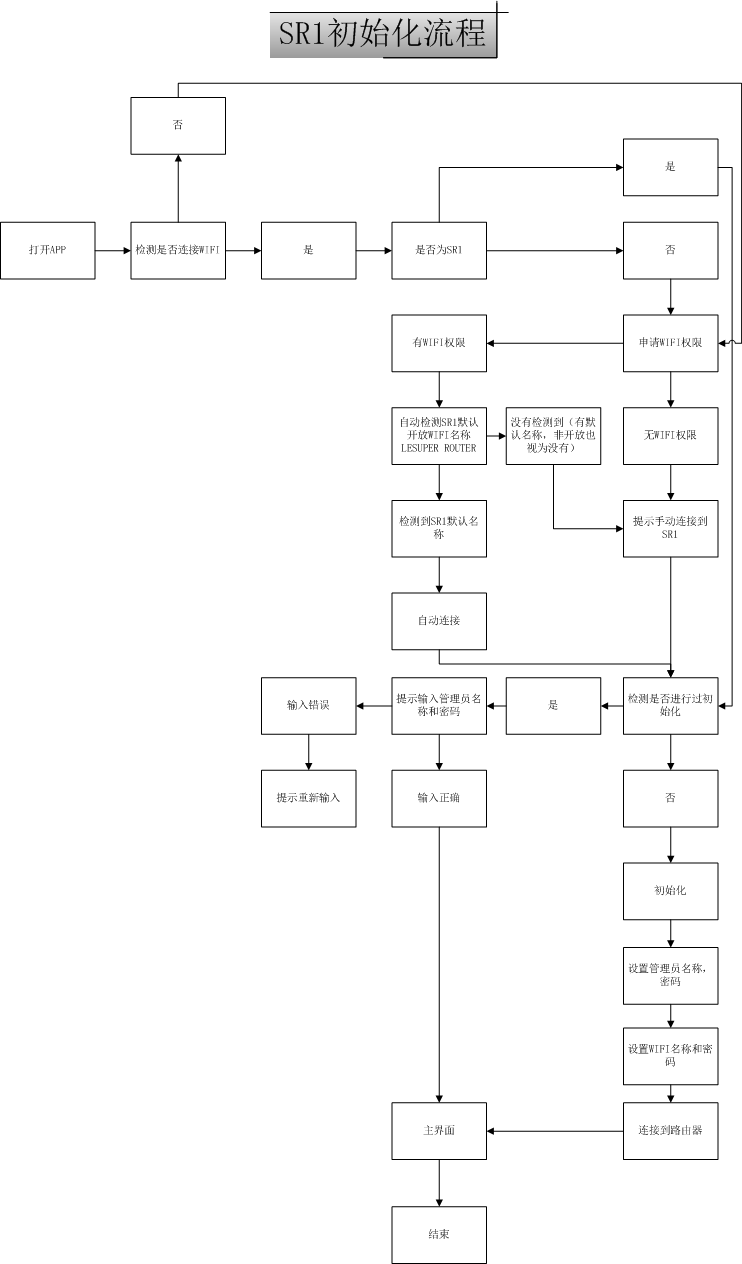 SR1初始化流程
否
是
打开APP
检测是否连接WIFI
是
是否为SR1
否
有WIFI权限
申请WIFI权限
自动检测SR1默认
开放WIFI名称
LESUPER ROUTER
没有检测到（有默
认名称，非开放也
视为没有）
无WIFI权限
检测到SR1默认名
称
提示手动连接到
SR1
自动连接
输入错误
提示输入管理员名
称和密码
是
检测是否进行过初
始化
提示重新输入
输入正确
否
初始化
设置管理员名称，
密码
设置WIFI名称和密
码
主界面
连接到路由器
结束